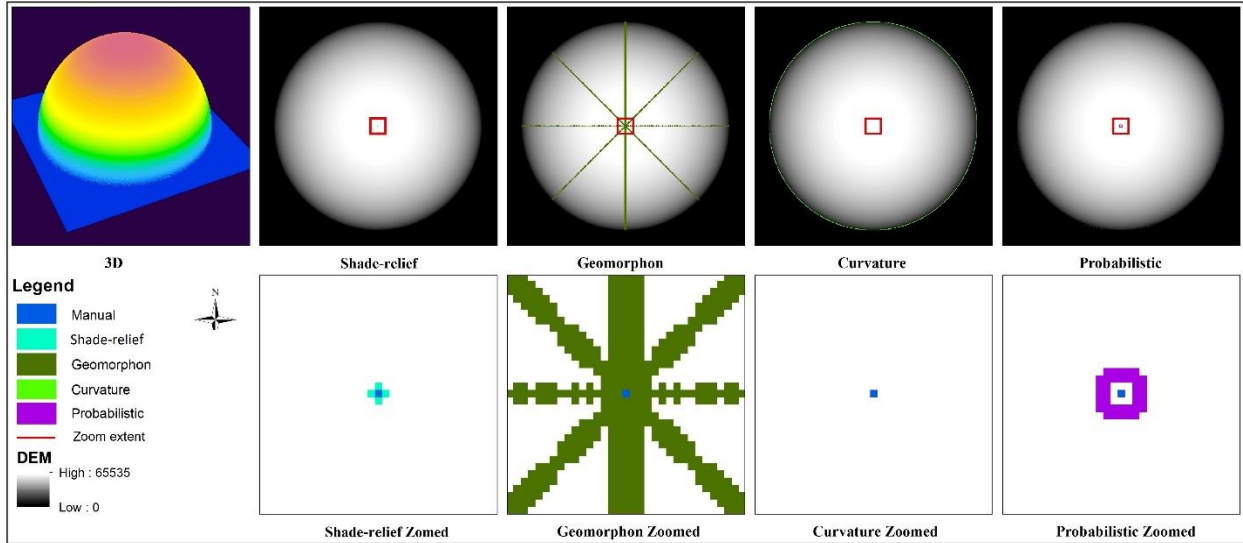 3D
Shade-relief
Geomorphon
Curvature
Probabilistic
Legend
Manual
Shade-relief
Geomorphon
Curvature
Probabilistic
Zoom extent
DEM
High : 65535
Low : 0
N
Shade-relief Zomed
Geomorphon Zoomed
Curvature Zoomed
Probabilistic Zoomed